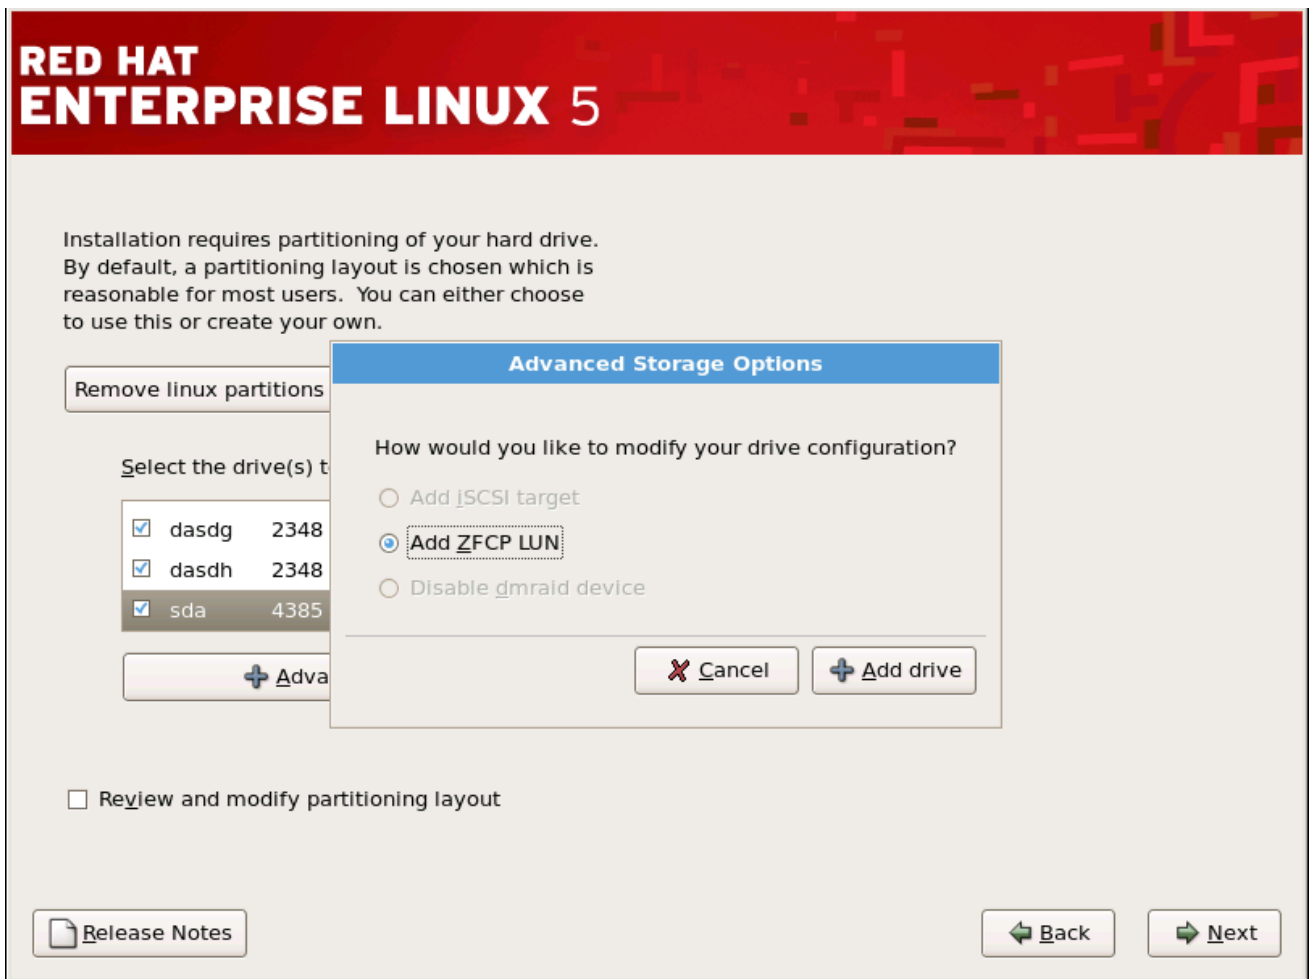 RED HAT
ENTERPRISE LINUX 5
Installation requires partitioning of your hard drive.
By default, a partitioning layout is chosen which is
reasonable for most users.  You can either choose
to use this or create your own.
Remove linux partitions
Select the drive(s) t
dasdg 2348
dasdh 2348
sda 4385
Adva
Advanced Storage Options
How would you like to modify your drive configuration?
Add iSCSI target
Add ZFCP LUN
Disable dmraid device
Cancel
Add drive
Review and modify partitioning layout
Release Notes
Back
Next